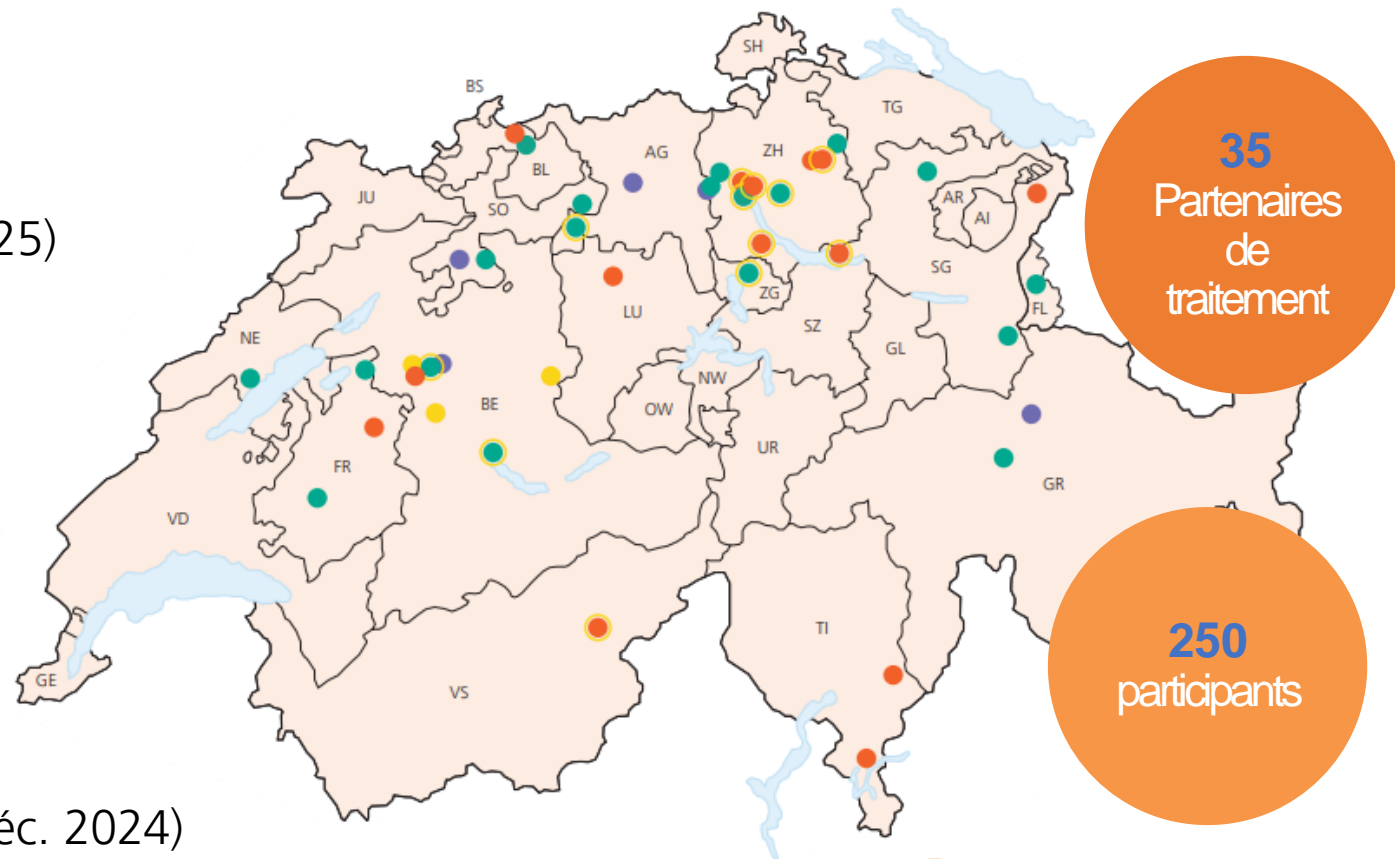 SH
BS
TG
35
Partenaires
de
traitement
AG
ZH
BL
JU
SO
AR
AI
25)
SG
ZG
FL
LU
SZ
NE
GL
NW
BE
OW
UR
FR
GR
VD
250
participants
TI
GE
VS
éc. 2024)